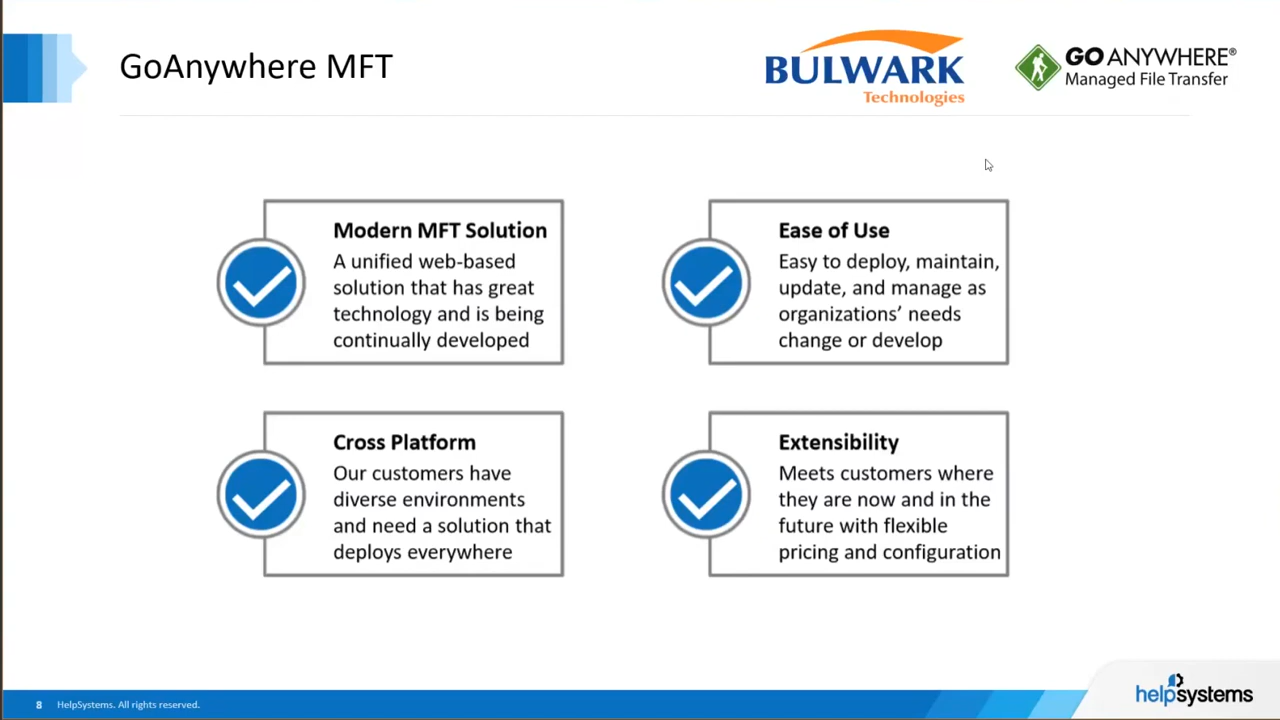 GoAnywhere MFT
BULWARK
Technologies
GO ANYWHERE®
Managed File Transfer
Modern MFT Solution
A unified web-based
solution that has great
technology and is being
continually developed
Ease of Use
Easy to deploy, maintain,
update, and manage as
organizations’ needs
change or develop
Cross Platform
Our customers have
diverse environments
and need a solution that
deploys everywhere
Extensibility
Meets customers where
they are now and in the
future with flexible
pricing and configuration
8 HelpSystems. All rights reserved.
helpsystems